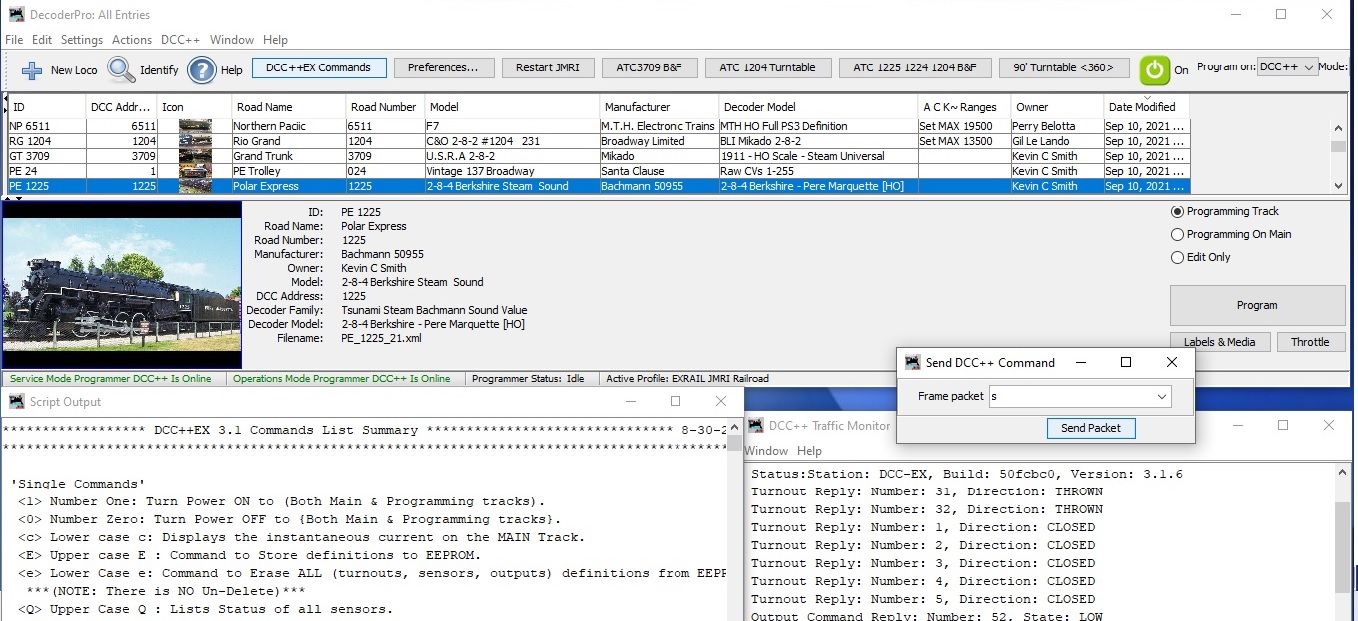 DecoderPro: All Entries
File Edit Settings Actions DCC++ Window Help
New Loco Identify Help DCC++EX Commands Preferences... Restart JMRI ATC3709 B&F ATC 1204 Turntable ATC 1225 1224 1204 B&F 90' Turntable <360> On Program on: DCC++ Mode:
ID DCC Addr... Icon Road Name Road Number Model Manufacturer Decoder Model A C K~ Ranges Owner Date Modified
NP 6511 6511 Northern Paciic 6511 F7 M.T.H. Electronc Trains MTH HO Full PS3 Definition Set MAX 19500 Perry Belotta Sep 10, 2021 ...
RG 1204 1204 Rio Grand 1204 C&O 2-8-2 #1204 231 Broadway Limited BLI Mikado 2-8-2 Set MAX 13500 Gil Le Lando Sep 10, 2021 ...
GT 3709 3709 Grand Trunk 3709 U.S.R.A 2-8-2 Mikado 1911 - HO Scale - Steam Universal Kevin C Smith Sep 10, 2021 ...
PE 24 1 PE Trolley 024 Vintage 137 Broadway Santa Clause Raw CVs 1-255 Kevin C Smith Sep 10, 2021 ...
PE 1225 1225 Polar Express 1225 2-8-4 Berkshire Steam Sound Bachmann 50955 2-8-4 Berkshire - Pere Marquette [HO] Kevin C Smith Sep 10, 2021 ...
ID: PE 1225
Road Name: Polar Express
Road Number: 1225
Manufacturer: Bachmann 50955
Owner: Kevin C Smith
Model: 2-8-4 Berkshire Steam Sound
DCC Address: 1225
Decoder Family: Tsunami Steam Bachmann Sound Value
Decoder Model: 2-8-4 Berkshire - Pere Marquette [HO]
Filename: PE_1225_21.xml
Programming Track
Programming On Main
Edit Only
Program
Labels & Media Throttle
Service Mode Programmer DCC++ Is Online Operations Mode Programmer DCC++ Is Online Programmer Status: Idle Active Profile: EXRAIL JMRI Railroad
Send DCC++ Command
Frame packet s
Send Packet
Script Output
****************** DCC++EX 3.1 Commands List Summary ******************************* 8-30-2
'Single Commands'
<1> Number One: Turn Power ON to (Both Main & Programming tracks).
<0> Number Zero: Turn Power OFF to {Both Main & Programming tracks}.
<c> Lower case c: Displays the instantaneous current on the MAIN Track.
<E> Upper case E : Command to Store definitions to EEPROM.
<e> Lower Case e: Command to Erase ALL (turnouts, sensors, outputs) definitions from EEPR
***(NOTE: There is NO Un-Delete)***
<Q> Upper Case Q : Lists Status of all sensors.
DCC++ Traffic Monitor
Window Help
Status:Station: DCC-EX, Build: 50fcbc0, Version: 3.1.6
Turnout Reply: Number: 31, Direction: THROWN
Turnout Reply: Number: 32, Direction: THROWN
Turnout Reply: Number: 1, Direction: CLOSED
Turnout Reply: Number: 2, Direction: CLOSED
Turnout Reply: Number: 3, Direction: CLOSED
Turnout Reply: Number: 4, Direction: CLOSED
Turnout Reply: Number: 5, Direction: CLOSED
Output Command Reply: Number: 52, State: LOW